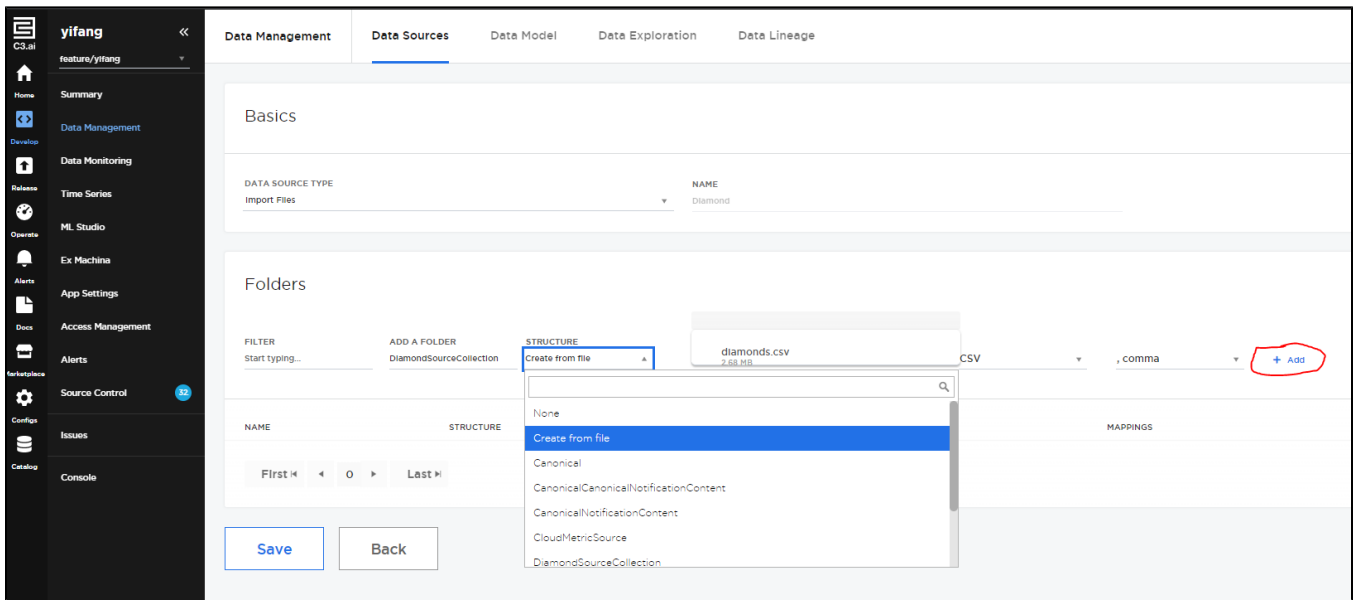 C3.ai
Home
Develop
Release
Operate
Alerts
Docs
Marketplace
Configs
Catalog
yifang
feature/yifang
Summary
Data Management
Data Monitoring
Time Series
ML Studio
Ex Machina
App Settings
Access Management
Alerts
Source Control 32
Issues
Console
Data Management Data Sources Data Model Data Exploration Data Lineage
Basics
DATA SOURCE TYPE NAME
Import Files Diamond
Folders
FILTER ADD A FOLDER STRUCTURE
Start typing... DiamondSourceCollection Create from file diamonds.csv CSV , comma + Add
2.68 MB
None
Create from file
Canonical
CanonicalCanonicalNotificationContent
CanonicalNotificationContent
CloudMetricSource
DiamondSourceCollection
NAME STRUCTURE MAPPINGS
First 0 Last
Save Back